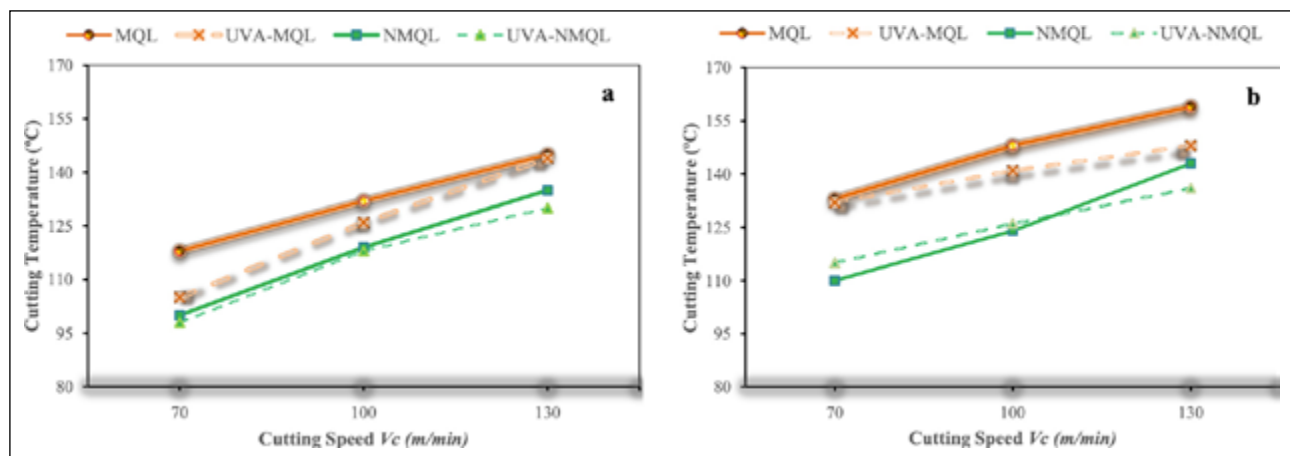 MQL UVA-MQL NMQL UVA-NMQL
170
155
140
125
110
95
80
Cutting Temperature (°C)
a
70 100 130
Cutting Speed Vc (m/min)
MQL UVA-MQL NMQL UVA-NMQL
170
155
140
125
110
95
80
Cutting Temperature (°C)
b
70 100 130
Cutting Speed Vc (m/min)